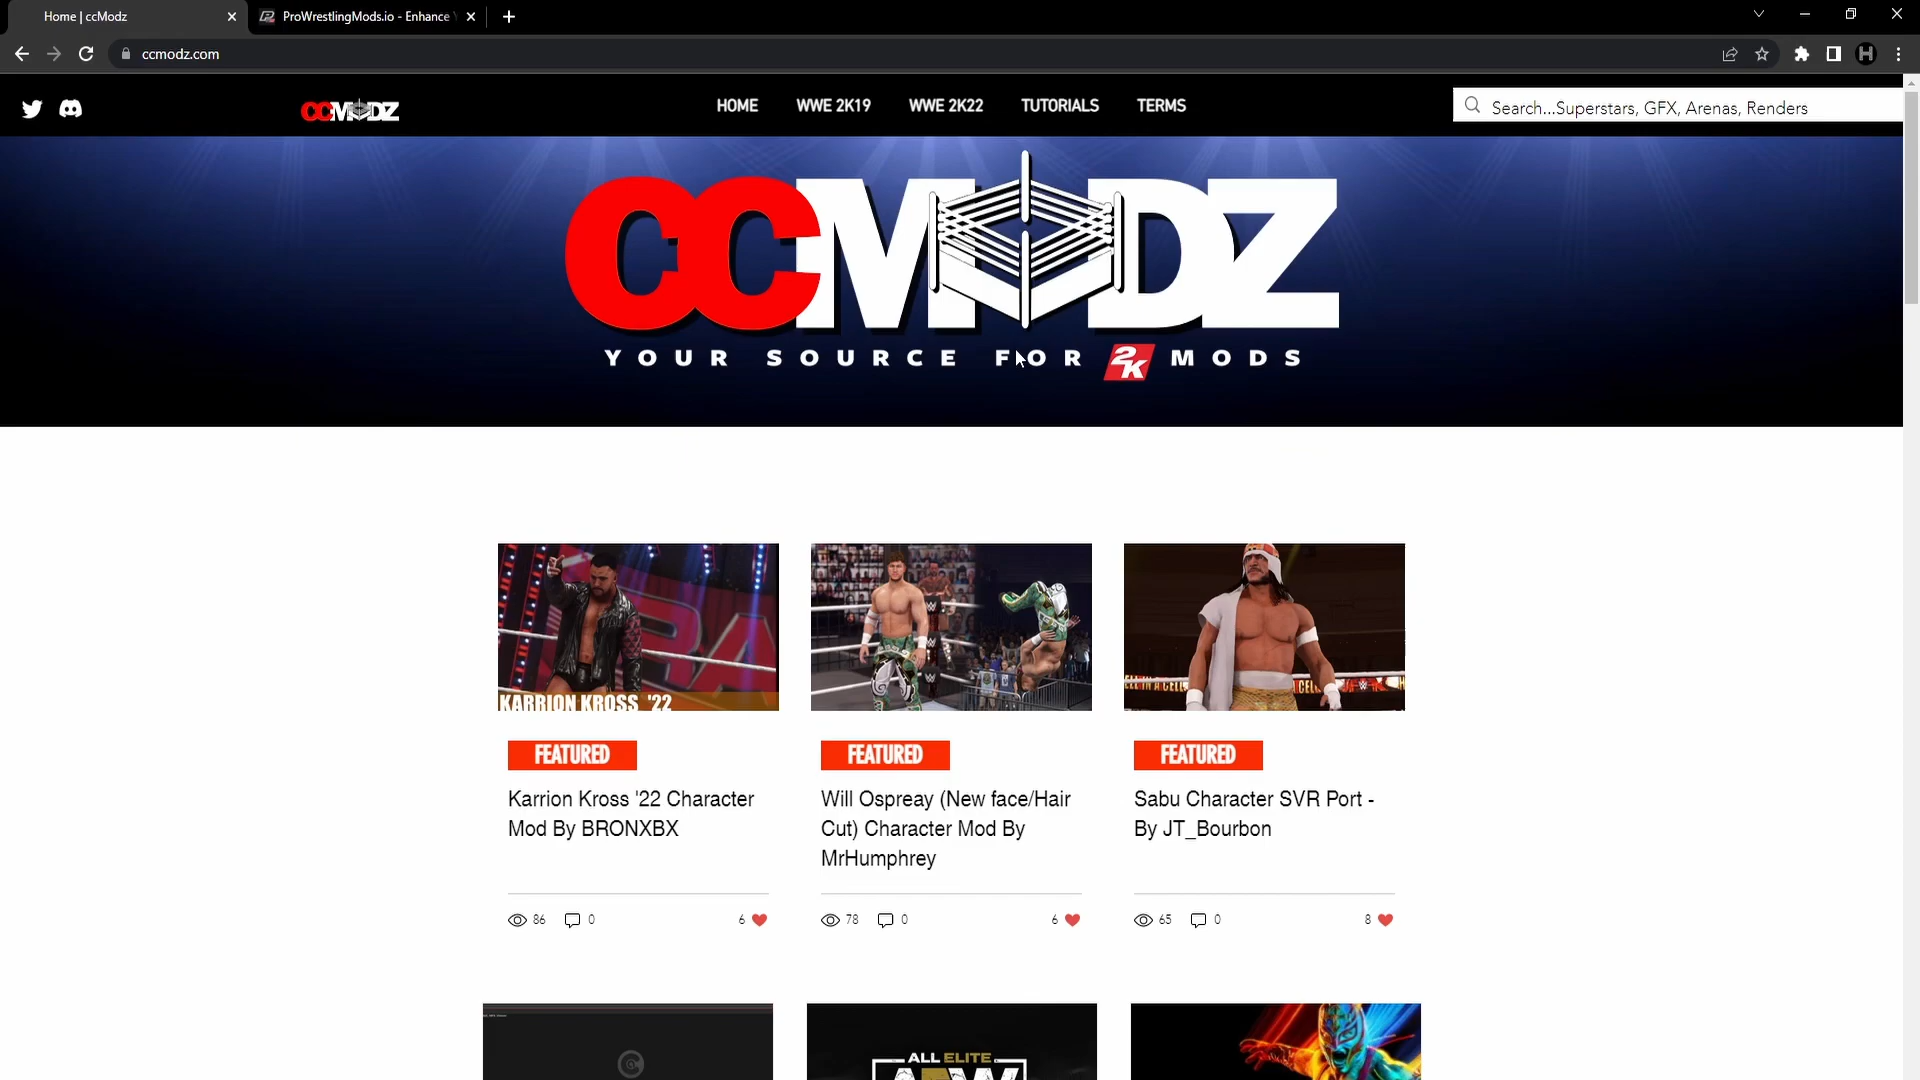 Home | ccModz
ProWrestlingMods.io - Enhance
ccmodz.com
CCMODZ
HOME
WWE 2K19
WWE 2K22
TUTORIALS
TERMS
Search...Superstars, GFX, Arenas, Renders
CCMODZ
YOUR SOURCE FOR 2K MODS
KARRION KROSS '22
FEATURED
Karrion Kross '22 Character
Mod By BRONXBX
86
0
6
FEATURED
Will Ospreay (New face/Hair
Cut) Character Mod By
MrHumphrey
78
0
6
FEATURED
Sabu Character SVR Port -
By JT_Bourbon
65
0
8
ALL ELITE